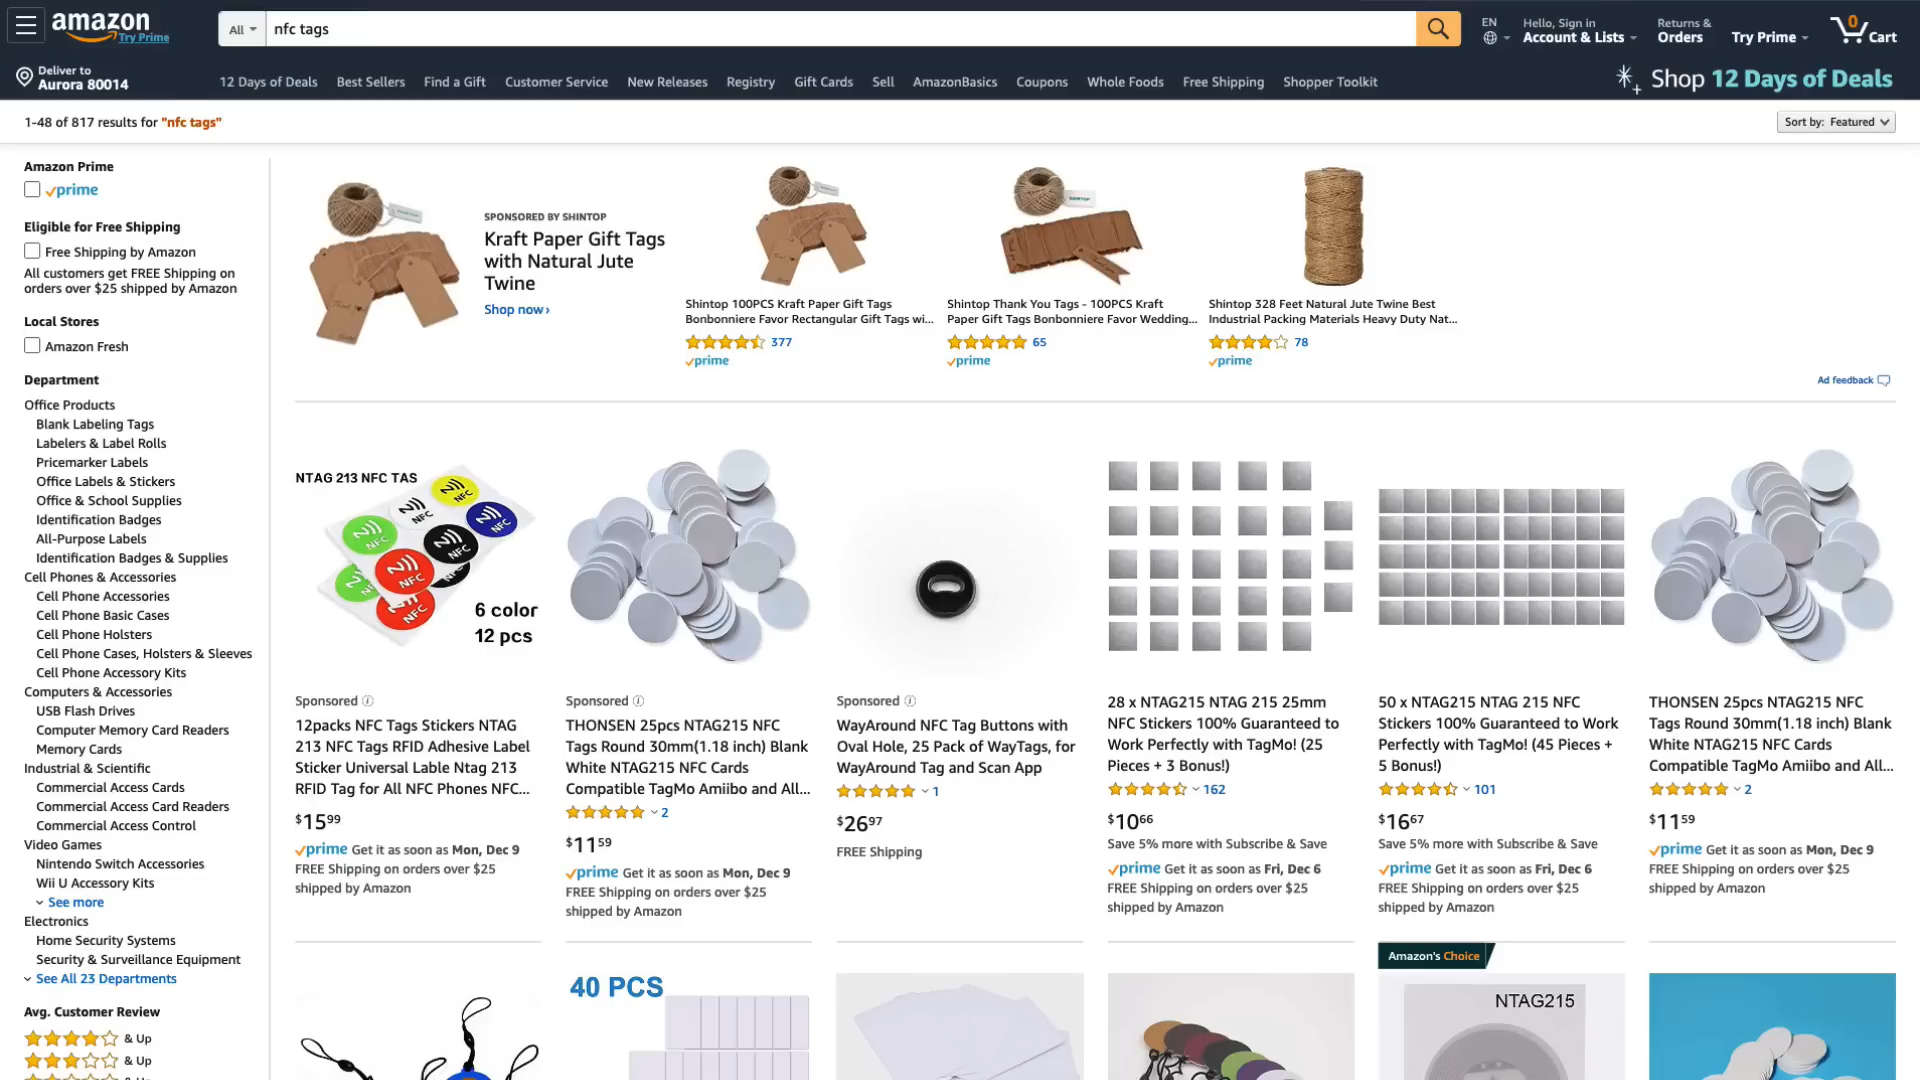 amazon
Try Prime
All
nfc tags
EN
Hello, Sign in
Account & Lists
Returns &
Orders
Try Prime
0
Cart
Deliver to
Aurora 80014
12 Days of Deals
Best Sellers
Find a Gift
Customer Service
New Releases
Registry
Gift Cards
Sell
AmazonBasics
Coupons
Whole Foods
Free Shipping
Shopper Toolkit
Shop 12 Days of Deals
1-48 of 817 results for "nfc tags"
Sort by: Featured
Amazon Prime
prime
Eligible for Free Shipping
Free Shipping by Amazon
All customers get FREE Shipping on
orders over $25 shipped by Amazon
Local Stores
Amazon Fresh
Department
Office Products
Blank Labeling Tags
Labelers & Label Rolls
Pricemarker Labels
Office Labels & Stickers
Office & School Supplies
Identification Badges
All-Purpose Labels
Identification Badges & Supplies
Cell Phones & Accessories
Cell Phone Accessories
Cell Phone Basic Cases
Cell Phone Holsters
Cell Phone Cases, Holsters & Sleeves
Cell Phone Accessory Kits
Computers & Accessories
USB Flash Drives
Computer Memory Card Readers
Memory Cards
Industrial & Scientific
Commercial Access Cards
Commercial Access Card Readers
Commercial Access Control
Video Games
Nintendo Switch Accessories
Wii U Accessory Kits
See more
Electronics
Home Security Systems
Security & Surveillance Equipment
See All 23 Departments
Avg. Customer Review
& Up
& Up
SPONSORED BY SHINTOP
Kraft Paper Gift Tags
with Natural Jute
Twine
Shop now›
Shintop 100PCS Kraft Paper Gift Tags
Bonbonniere Favor Rectangular Gift Tags wi...
377
prime
Shintop Thank You Tags - 100PCS Kraft
Paper Gift Tags Bonbonniere Favor Wedding...
65
prime
Shintop 328 Feet Natural Jute Twine Best
Industrial Packing Materials Heavy Duty Nat...
78
prime
Ad feedback
NTAG 213 NFC TAS
NFC
NFC
NFC
NFC
NFC
NFC
6 color
12 pcs
Sponsored
12packs NFC Tags Stickers NTAG
213 NFC Tags RFID Adhesive Label
Sticker Universal Lable Ntag 213
RFID Tag for All NFC Phones NFC...
$15 99
prime Get it as soon as Mon, Dec 9
FREE Shipping on orders over $25
shipped by Amazon
Sponsored
THONSEN 25pcs NTAG215 NFC
Tags Round 30mm(1.18 inch) Blank
White NTAG215 NFC Cards
Compatible TagMo Amiibo and All...
2
$11 59
prime Get it as soon as Mon, Dec 9
FREE Shipping on orders over $25
shipped by Amazon
Sponsored
WayAround NFC Tag Buttons with
Oval Hole, 25 Pack of WayTags, for
WayAround Tag and Scan App
1
$26 97
FREE Shipping
28 x NTAG215 NTAG 215 25mm
NFC Stickers 100% Guaranteed to
Work Perfectly with TagMo! (25
Pieces + 3 Bonus!)
162
$10 66
Save 5% more with Subscribe & Save
prime Get it as soon as Fri, Dec 6
FREE Shipping on orders over $25
shipped by Amazon
50 x NTAG215 NTAG 215 NFC
Stickers 100% Guaranteed to Work
Perfectly with TagMo! (45 Pieces +
5 Bonus!)
101
$16 67
Save 5% more with Subscribe & Save
prime Get it as soon as Fri, Dec 6
FREE Shipping on orders over $25
shipped by Amazon
THONSEN 25pcs NTAG215 NFC
Tags Round 30mm(1.18 inch) Blank
White NTAG215 NFC Cards
Compatible TagMo Amiibo and All...
2
$11 59
prime Get it as soon as Mon, Dec 9
FREE Shipping on orders over $25
shipped by Amazon
40 PCS
Amazon's Choice
NTAG215